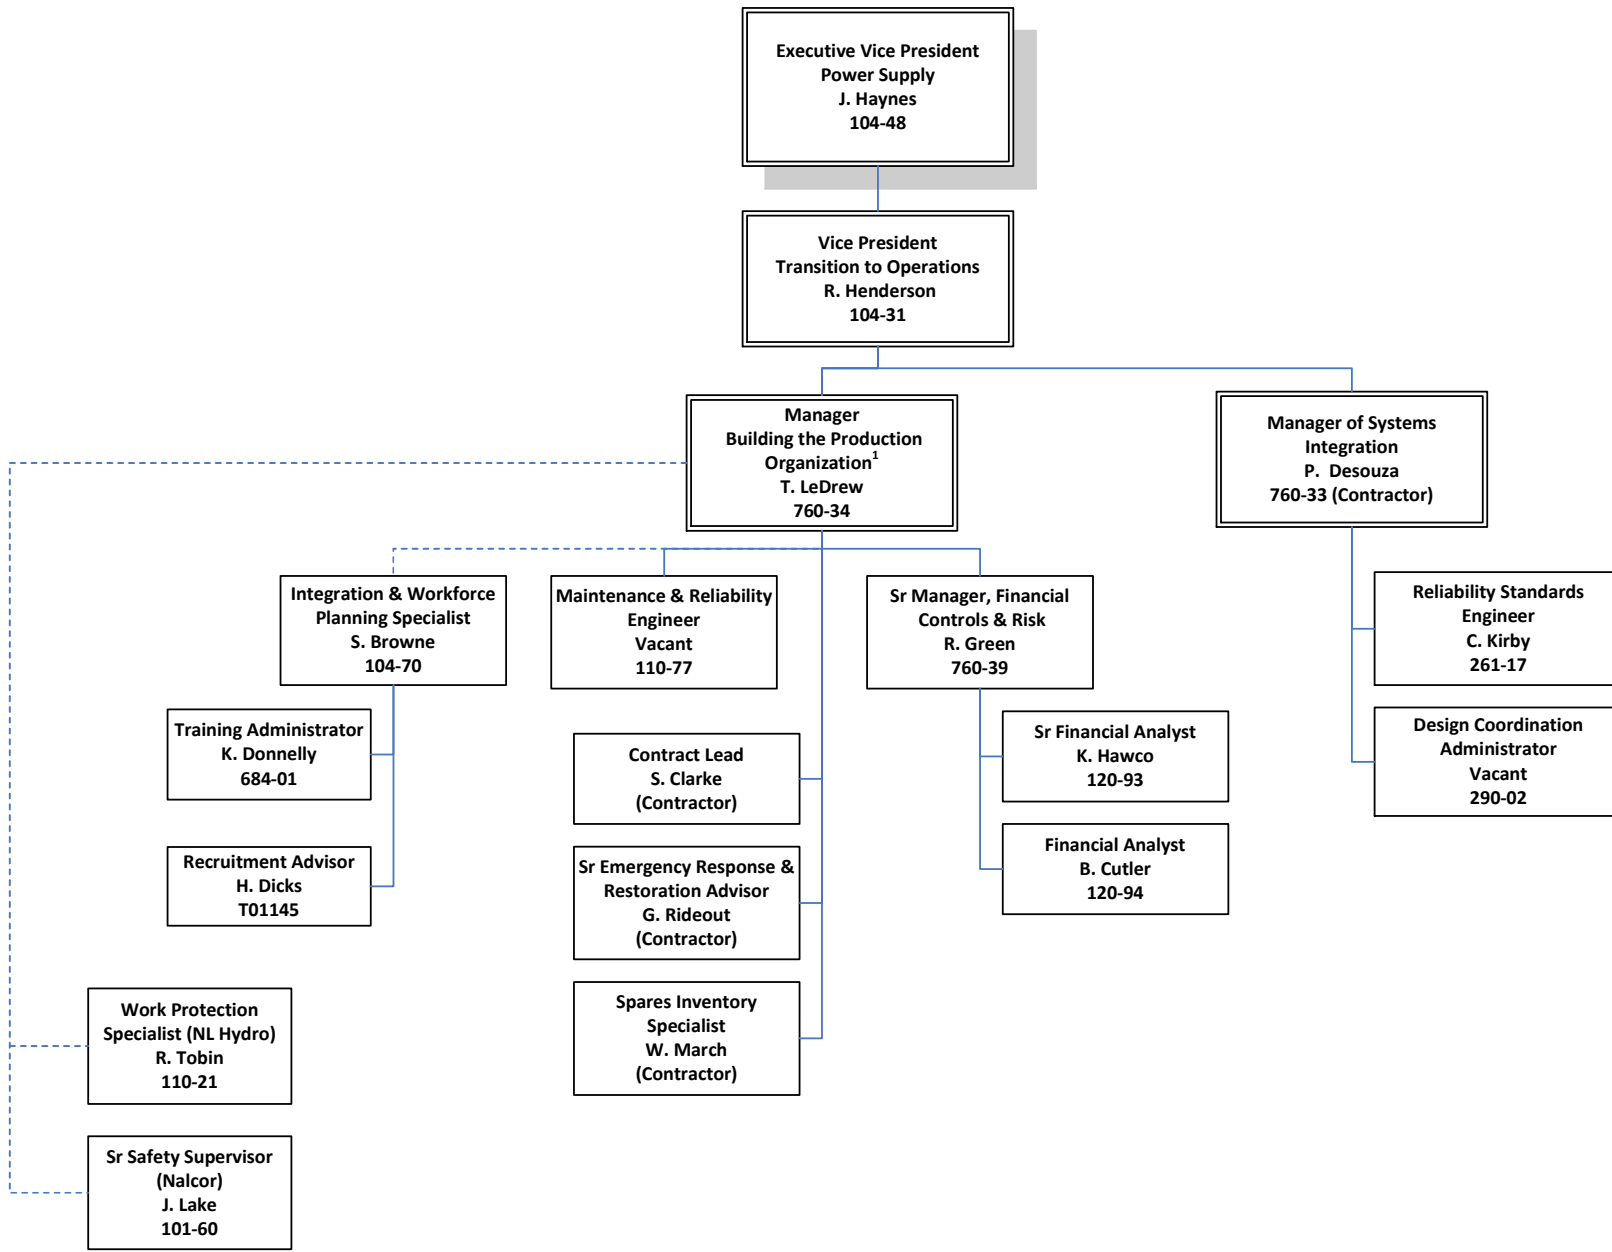 Executive Vice President
Power Supply
J. Haynes
104-48
Vice President
Transition to Operations
R. Henderson
104-31
Manager
Building the Production
Organization1
T. LeDrew
760-34
Manager of Systems
Integration
P. Desouza
760-33 (Contractor)
Integration & Workforce
Planning Specialist
S. Browne
104-70
Maintenance & Reliability
Engineer
Vacant
110-77
Sr Manager, Financial
Controls & Risk
R. Green
760-39
Reliability Standards
Engineer
C. Kirby
261-17
Training Administrator
K. Donnelly
684-01
Contract Lead
S. Clarke
(Contractor)
Sr Financial Analyst
K. Hawco
120-93
Design Coordination
Administrator
Vacant
290-02
Recruitment Advisor
H. Dicks
T01145
Sr Emergency Response &
Restoration Advisor
G. Rideout
(Contractor)
Financial Analyst
B. Cutler
120-94
Work Protection
Specialist (NL Hydro)
R. Tobin
110-21
Spares Inventory
Specialist
W. March
(Contractor)
Sr Safety Supervisor
(Nalcor)
J. Lake
101-60